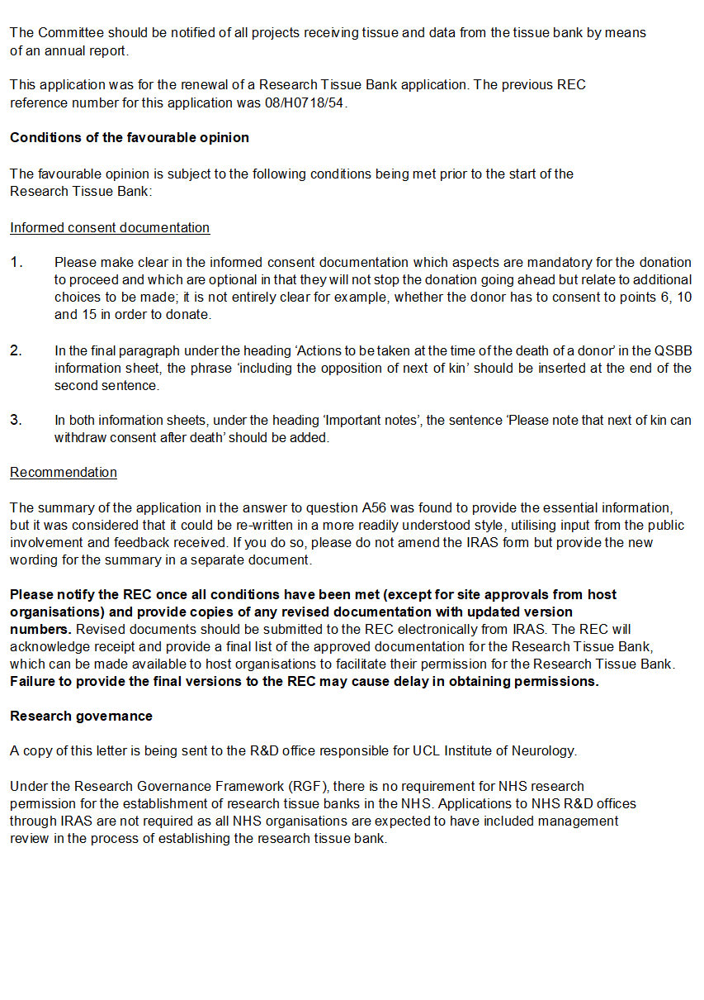 The Committee should be notified of all projects receiving tissue and data from the tissue bank by means
of an annual report.
This application was for the renewal of a Research Tissue Bank application. The previous REC
reference number for this application was 08/H0718/54.
Conditions of the favourable opinion
The favourable opinion is subject to the following conditions being met prior to the start of the
Research Tissue Bank:
Informed consent documentation
1. Please make clear in the informed consent documentation which aspects are mandatory for the donation
to proceed and which are optional in that they will not stop the donation going ahead but relate to additional
choices to be made; it is not entirely clear for example, whether the donor has to consent to points 6, 10
and 15 in order to donate.
2. In the final paragraph under the heading ‘Actions to be taken at the time of the death of a donor’ in the QSBB
information sheet, the phrase ‘including the opposition of next of kin’ should be inserted at the end of the
second sentence.
3. In both information sheets, under the heading ‘Important notes’, the sentence ‘Please note that next of kin can
withdraw consent after death’ should be added.
Recommendation
The summary of the application in the answer to question A56 was found to provide the essential information,
but it was considered that it could be re-written in a more readily understood style, utilising input from the public
involvement and feedback received. If you do so, please do not amend the IRAS form but provide the new
wording for the summary in a separate document.
Please notify the REC once all conditions have been met (except for site approvals from host
organisations) and provide copies of any revised documentation with updated version
numbers. Revised documents should be submitted to the REC electronically from IRAS. The REC will
acknowledge receipt and provide a final list of the approved documentation for the Research Tissue Bank,
which can be made available to host organisations to facilitate their permission for the Research Tissue Bank.
Failure to provide the final versions to the REC may cause delay in obtaining permissions.
Research governance
A copy of this letter is being sent to the R&D office responsible for UCL Institute of Neurology.
Under the Research Governance Framework (RGF), there is no requirement for NHS research
permission for the establishment of research tissue banks in the NHS. Applications to NHS R&D offices
through IRAS are not required as all NHS organisations are expected to have included management
review in the process of establishing the research tissue bank.